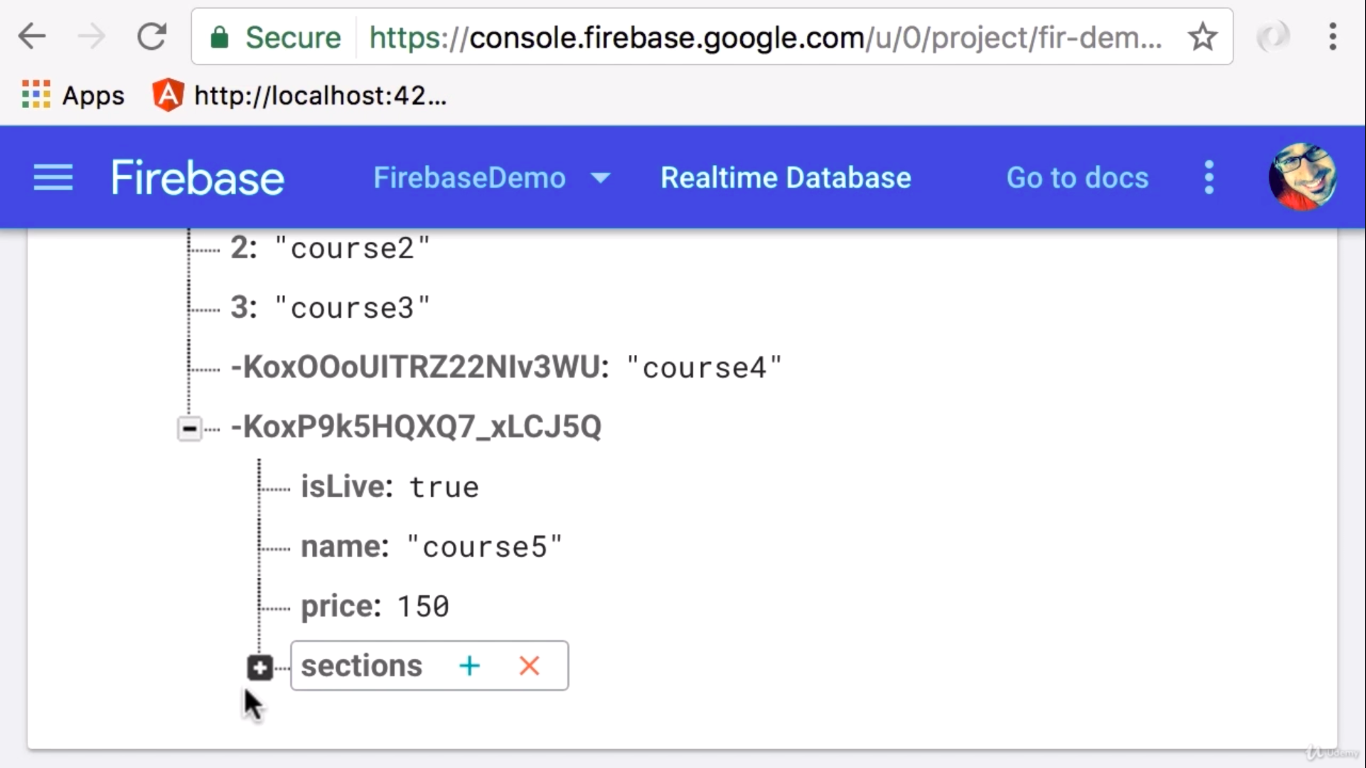 Secure https://console.firebase.google.com/u/0/project/fir-dem...
Apps http://localhost:42...
Firebase FirebaseDemo Realtime Database Go to docs
2: "course2"
3: "course3"
-KoxOOoUITRZ22NIv3WU: "course4"
-KoxP9k5HQXQ7_xLCJ5Q
isLive: true
name: "course5"
price: 150
sections
Udemy